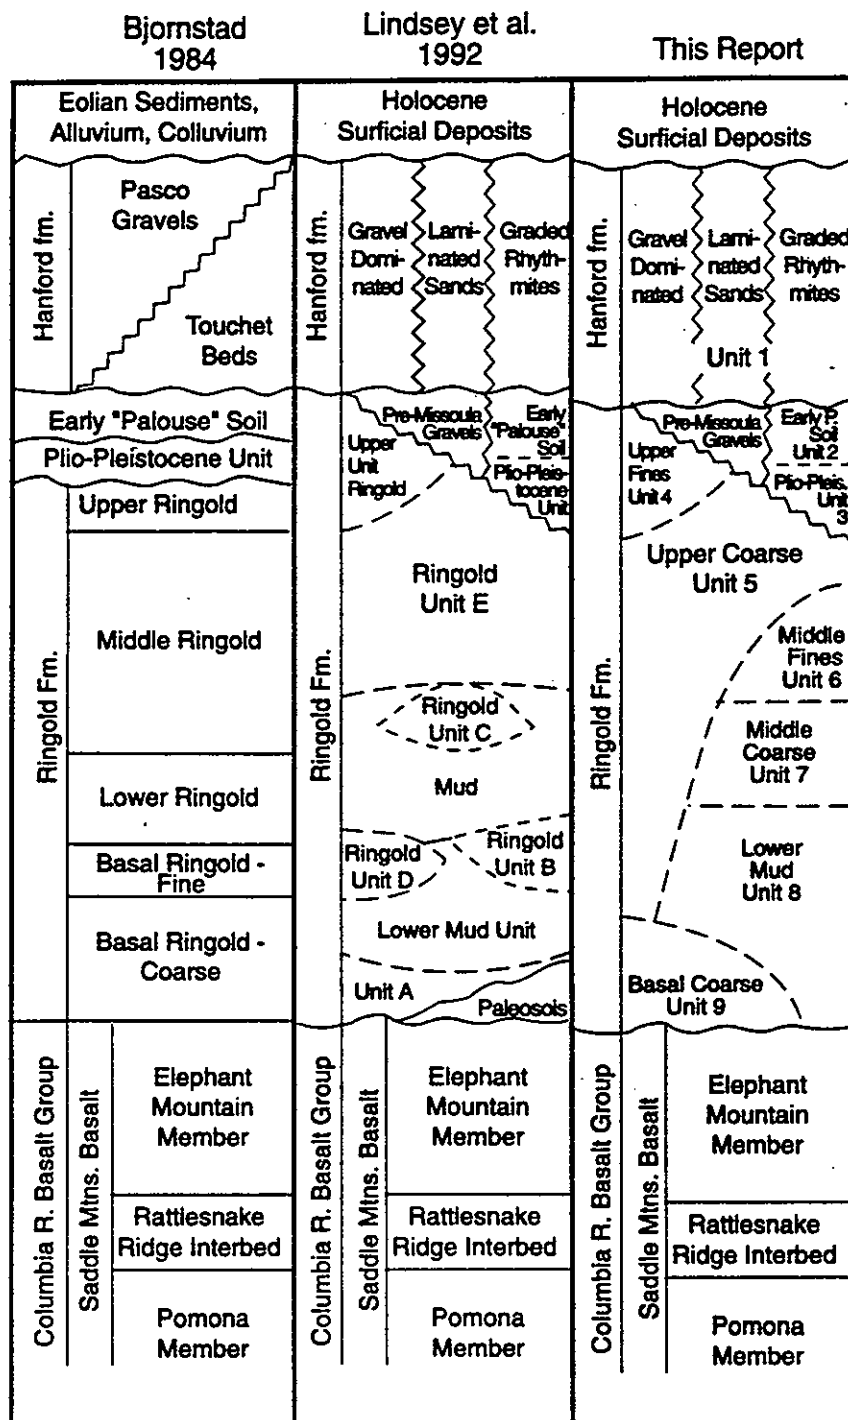 Bjornstad
1984
Eolian Sediments,
Alluvium, Colluvium
Hanford fm.
Pasco
Gravels
Touchet
Beds
Early "Palouse" Soil
Plio-Pleistocene Unit
Ringold Fm.
Upper Ringold
Middle Ringold
Lower Ringold
Basal Ringold -
Fine
Basal Ringold -
Coarse
Columbia R. Basalt Group
Saddle Mtns. Basalt
Elephant
Mountain
Member
Rattlesnake
Ridge Interbed
Pomona
Member
Lindsey et al.
1992
Holocene
Surficial Deposits
Hanford fm.
Gravel
Domi-
nated
Lami-
nated
Sands
Graded
Rhyth-
mites
Pre-Missoula
Gravels
Early
"Palouse"
Soil
Upper
Unit
Ringold
Plio-Pleis-
tocene
Unit
Ringold Fm.
Ringold
Unit E
Ringold
Unit C
Mud
Ringold
Unit D
Ringold
Unit B
Lower Mud Unit
Unit A
Paleosols
Columbia R. Basalt Group
Saddle Mtns. Basalt
Elephant
Mountain
Member
Rattlesnake
Ridge Interbed
Pomona
Member
This Report
Holocene
Surficial Deposits
Hanford fm.
Gravel
Domi-
nated
Lami-
nated
Sands
Graded
Rhyth-
mites
Unit 1
Pre-Missoula
Gravels
Early P.
Soil
Unit 2
Upper
Fines
Unit 4
Plio-Pleis.
Unit
3
Ringold Fm.
Upper Coarse
Unit 5
Middle
Fines
Unit 6
Middle
Coarse
Unit 7
Lower
Mud
Unit 8
Basal Coarse
Unit 9
Columbia R. Basalt Group
Saddle Mtns. Basalt
Elephant
Mountain
Member
Rattlesnake
Ridge Interbed
Pomona
Member